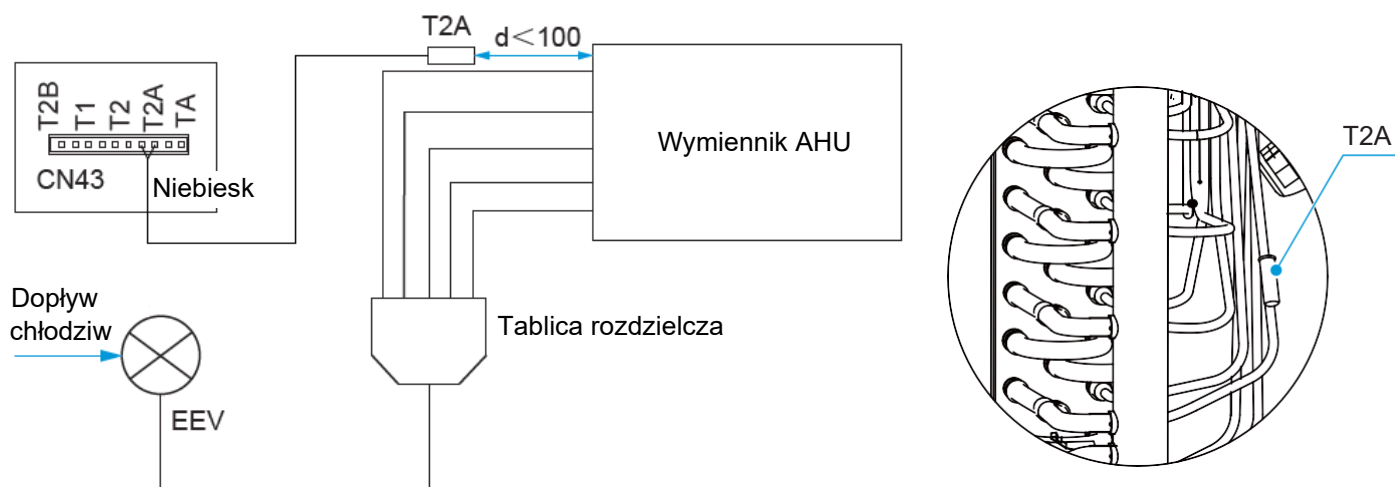 T2A
d<100
T2B
T1
T2
T2A
TA
CN43
Niebiesk
Wymiennik AHU
T2A
Dopływ
chłodziw
Tablica rozdzielcza
EEV